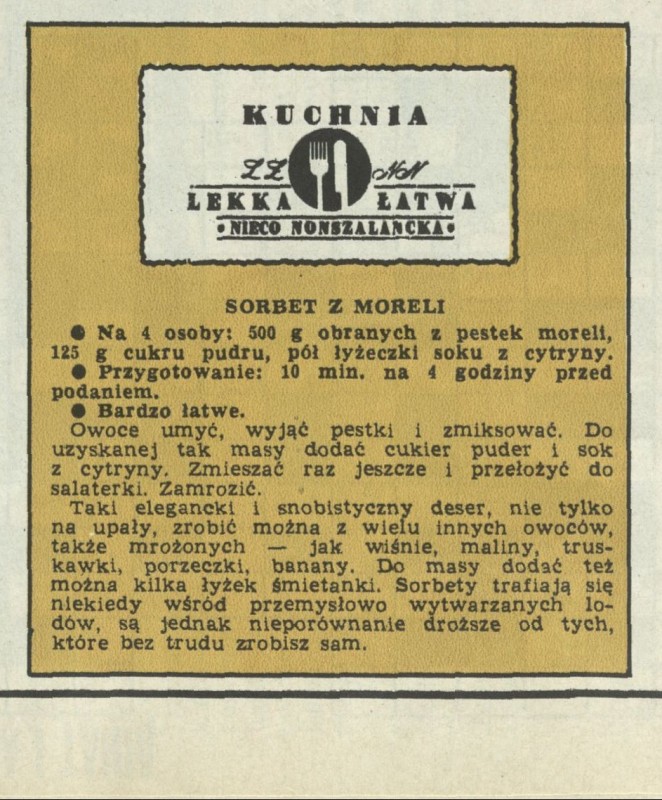 KUCHNIA
ŁŻ NN
LEKKA ŁATWA
• NIECO NONSZALANCKA •
SORBET Z MORELI
● Na 4 osoby: 500 g obranych z pestek moreli,
125 g cukru pudru, pół łyżeczki soku z cytryny.
● Przygotowanie: 10 min. na 4 godziny przed
podaniem.
● Bardzo łatwe.
Owoce umyć, wyjąć pestki i zmiksować. Do
uzyskanej tak masy dodać cukier puder i sok
z cytryny. Zmieszać raz jeszcze i przełożyć do
salaterki. Zamrozić.
Taki elegancki i snobistyczny deser, nie tylko
na upały, zrobić można z wielu innych owoców,
także mrożonych — jak wiśnie, maliny, trus-
kawki, porzeczki, banany. Do masy dodać też
można kilka łyżek śmietanki. Sorbety trafiają się
niekiedy wśród przemysłowo wytwarzanych lo-
dów, są jednak nieporównanie droższe od tych,
które bez trudu zrobisz sam.